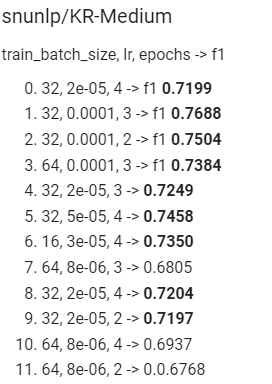 snunlp/KR-Medium
train_batch_size, lr, epochs -> f1
0. 32, 2e-05, 4 -> f1 0.7199
1. 32, 0.0001, 3 -> f1 0.7688
2. 32, 0.0001, 2 -> f1 0.7504
3. 64, 0.0001, 3 -> f1 0.7384
4. 32, 2e-05, 3 -> 0.7249
5. 32, 5e-05, 4 -> 0.7458
6. 16, 3e-05, 4 -> 0.7350
7. 64, 8e-06, 3 -> 0.6805
8. 32, 2e-05, 4 -> 0.7204
9. 32, 2e-05, 2 -> 0.7197
10. 64, 8e-06, 4 -> 0.6937
11. 64, 8e-06, 2 -> 0.0.6768